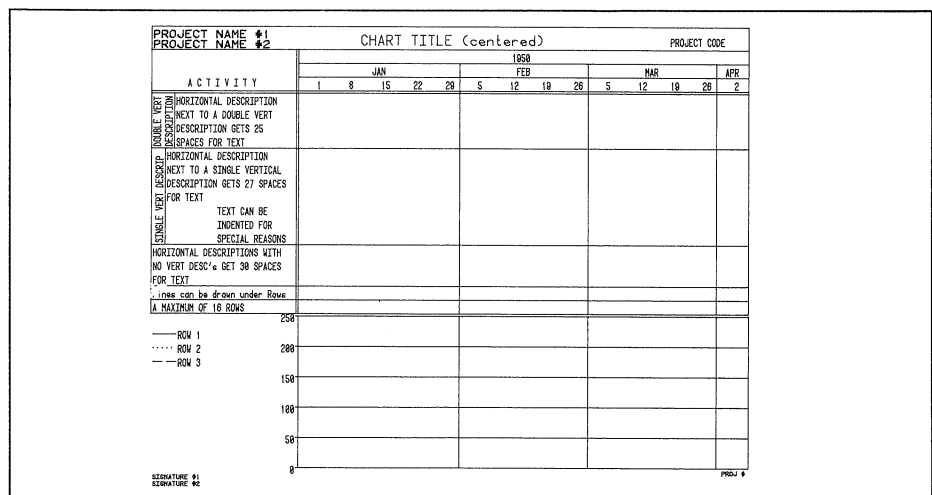 PROJECT NAME #1
PROJECT NAME #2
CHART TITLE (centered)
PROJECT CODE
1950
JAN FEB MAR APR
ACTIVITY
1 8 15 22 29 5 12 19 26 5 12 19 26 2
DOUBLE VERT
DESCRIPTION
HORIZONTAL DESCRIPTION
NEXT TO A DOUBLE VERT
DESCRIPTION GETS 25
SPACES FOR TEXT
SINGLE VERT DESCRIP
HORIZONTAL DESCRIPTION
NEXT TO A SINGLE VERTICAL
DESCRIPTION GETS 27 SPACES
FOR TEXT
TEXT CAN BE
INDENTED FOR
SPECIAL REASONS
HORIZONTAL DESCRIPTIONS WITH
NO VERT DESC's GET 30 SPACES
FOR TEXT
ines can be drawn under Rows
A MAXIMUM OF 16 ROWS
250
ROW 1
ROW 2
200
ROW 3
150
100
50
0
SIGNATURE #1
SIGNATURE #2
PROJ #